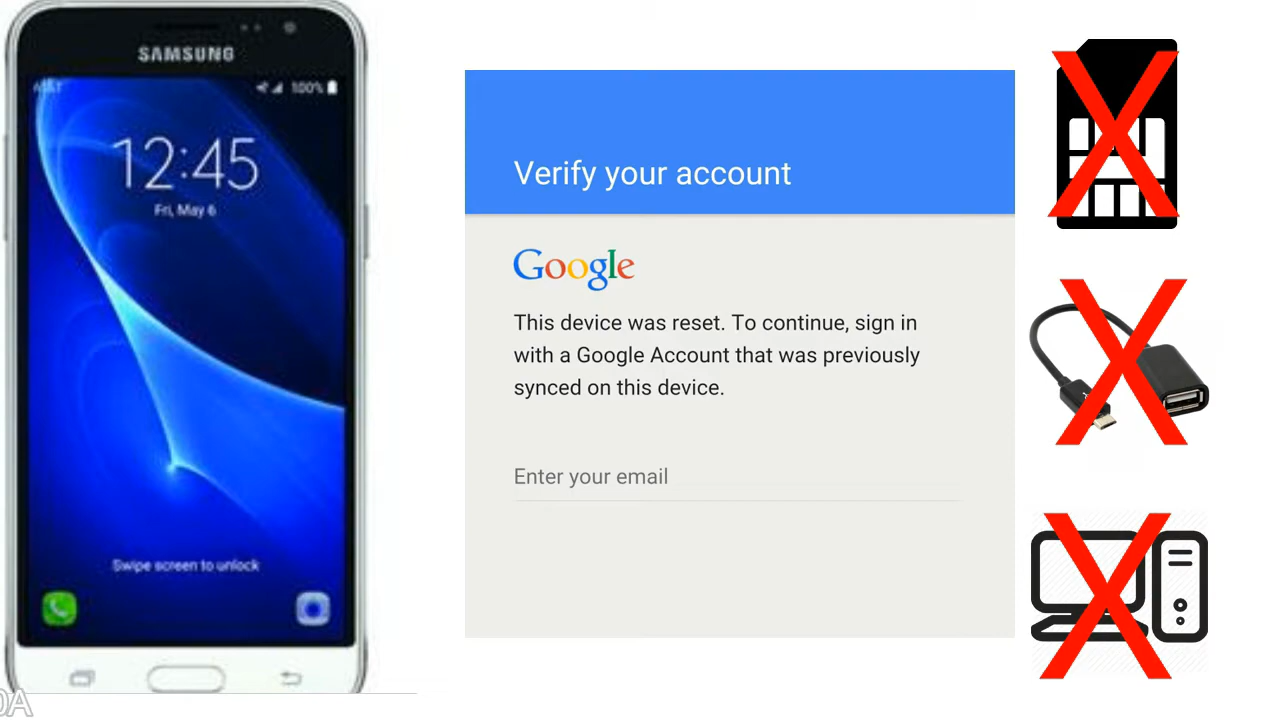 SAMSUNG
100%
12:45
Fri, May 6
Swipe screen to unlock
Verify your account
Google
This device was reset. To continue, sign in
with a Google Account that was previously
synced on this device.
Enter your email
0A